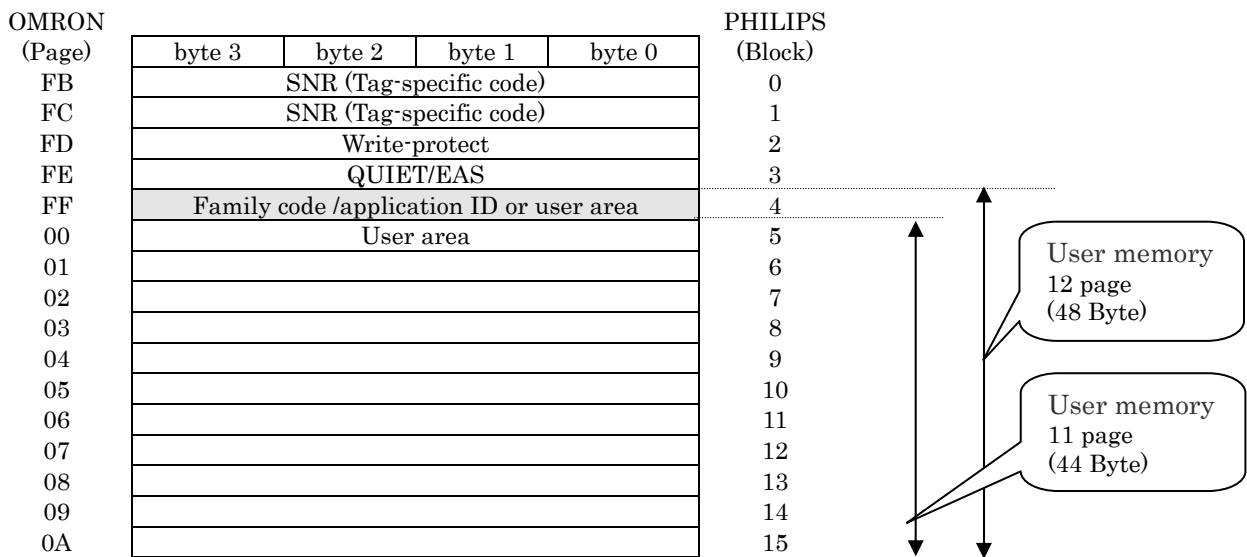 OMRON PHILIPS
(Page) byte 3 byte 2 byte 1 byte 0 (Block)
FB SNR (Tag-specific code) 0
FC SNR (Tag-specific code) 1
FD Write-protect 2
FE QUIET/EAS 3
FF Family code /application ID or user area 4
00 User area 5
01 6
02 7
03 8
04 9
05 10
06 11
07 12
08 13
09 14
0A 15
User memory
12 page
(48 Byte)
User memory
11 page
(44 Byte)